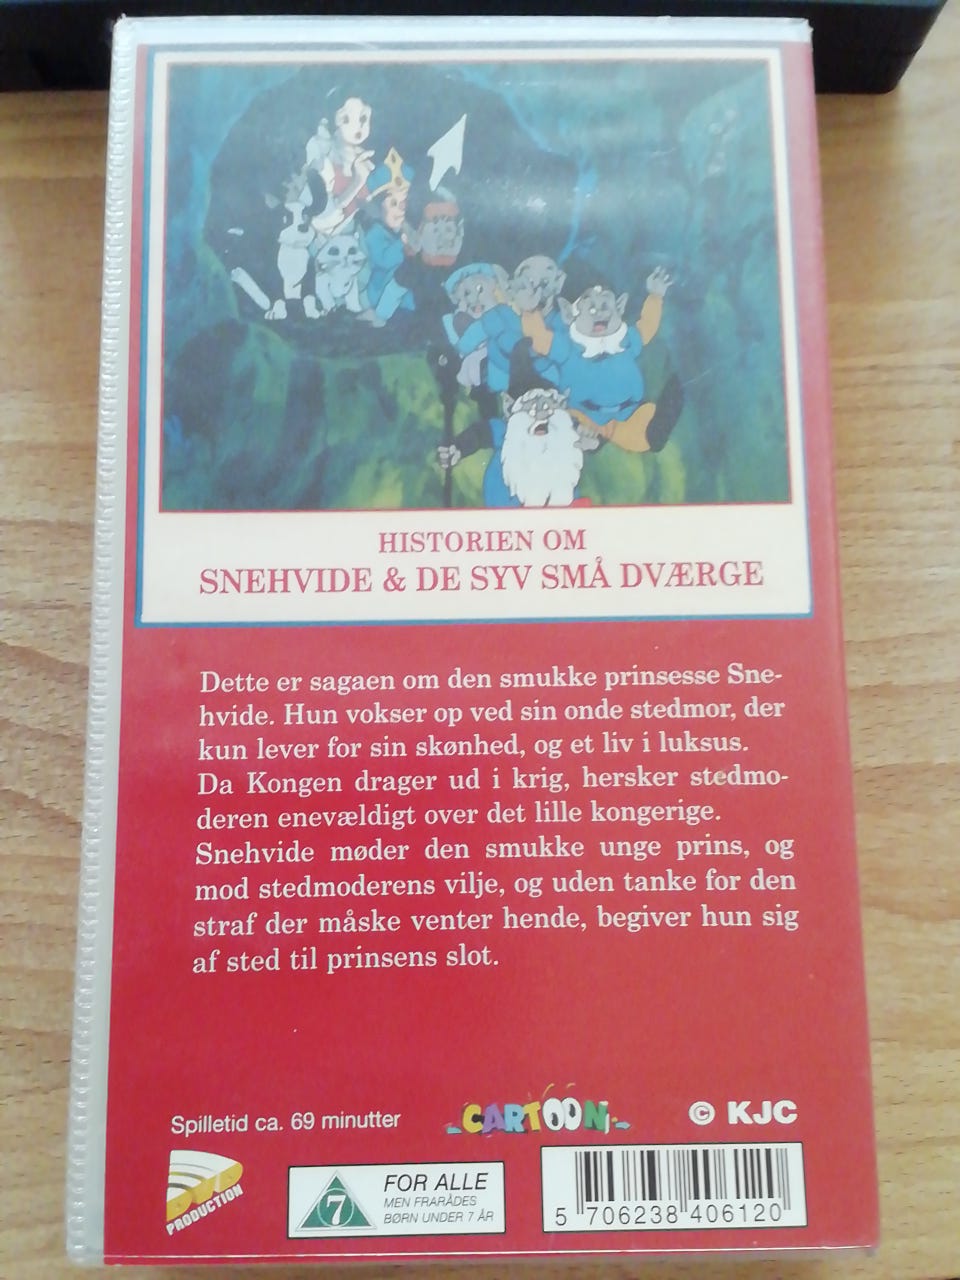 HISTORIEN OM
SNEHVIDE & DE SYV SMÅ DVÆRGE
Dette er sagaen om den smukke prinsesse Sne-
hvide. Hun vokser op ved sin onde stedmor, der
kun lever for sin skønhed, og et liv i luksus.
Da Kongen drager ud i krig, hersker stedmo-
deren enevældigt over det lille kongerige.
Snehvide møder den smukke unge prins, og
mod stedmoderens vilje, og uden tanke for den
straf der måske venter hende, begiver hun sig
af sted til prinsens slot.
Spilletid ca. 69 minutter
CARTOON
© KJC
PRODUCTION
7
FOR ALLE
MEN FRARÅDES
BØRN UNDER 7 ÅR
5 706238 406120